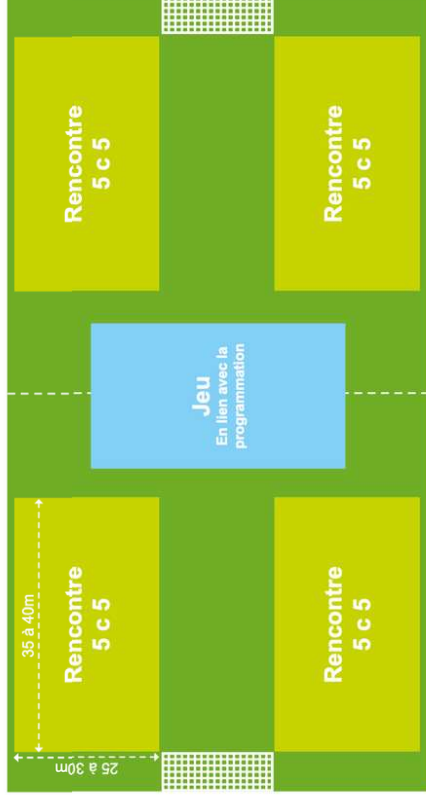 Rencontre
5 c 5
Rencontre
5 c 5
Jeu
En lien avec la
programmation
35 à 40m
25 à 30m
Rencontre
5 c 5
Rencontre
5 c 5